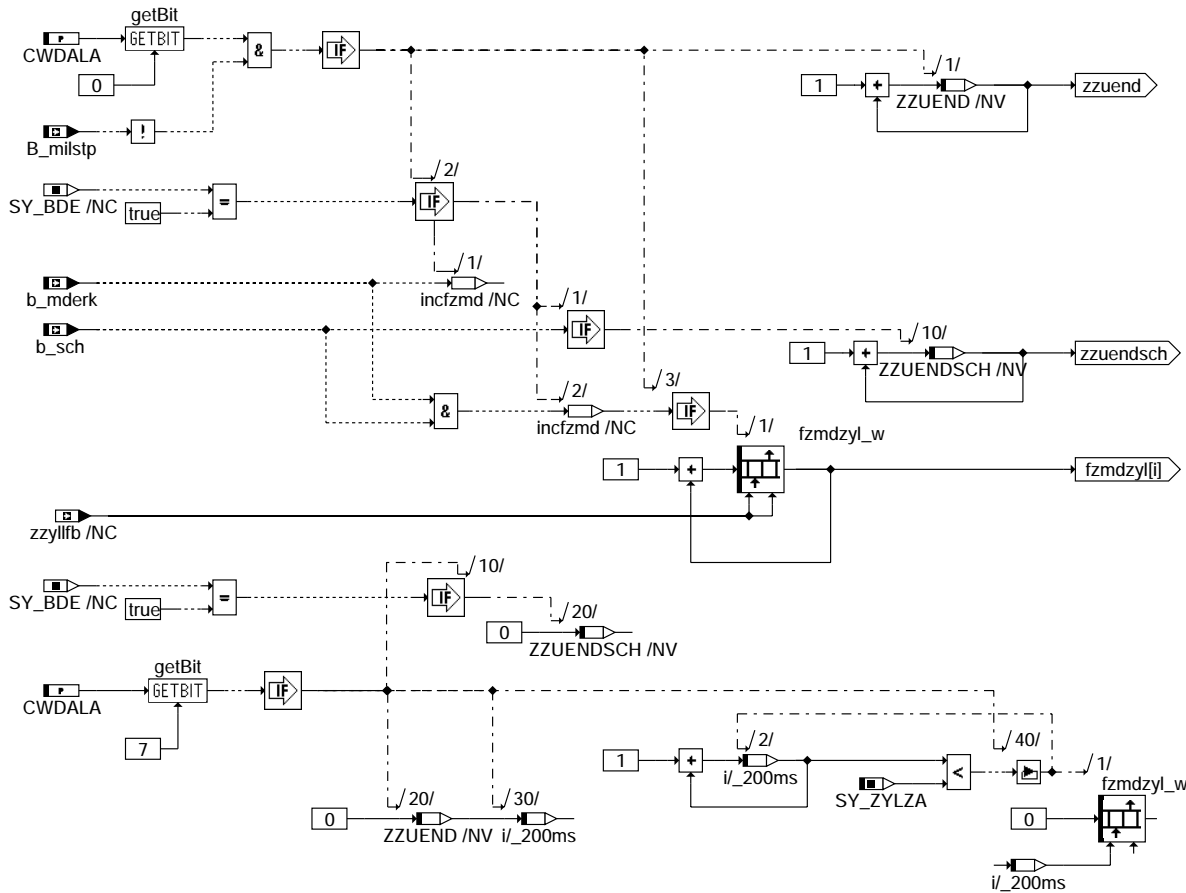 getBit
P
GETBIT
CWDALA
0
&
IF
/1/
1
+
ZZUEND /NV
zzuend
B_milstp
!
/2/
SY_BDE /NC
true
=
IF
/1/
b_mderk
incfzmd /NC
/1/
b_sch
IF
/10/
1
+
ZZUENDSCH /NV
zzuendsch
/2/
/3/
&
incfzmd /NC
IF
/1/
fzmdzyl_w
1
+
fzmdzyl[i]
zzyllfb /NC
/10/
SY_BDE /NC
true
=
IF
/20/
0
ZZUENDSCH /NV
getBit
P
GETBIT
CWDALA
IF
7
/2/
/40/
1
+
i/_200ms
<
/1/
SY_ZYLZA
fzmdzyl_w
/20/
/30/
0
ZZUEND /NV
i/_200ms
0
i/_200ms